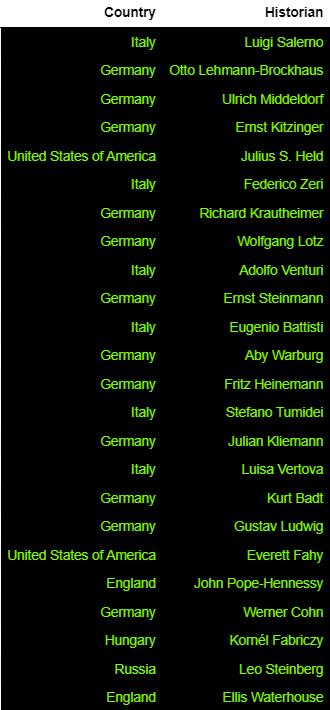 Country Historian
Italy Luigi Salerno
Germany Otto Lehmann-Brockhaus
Germany Ulrich Middeldorf
Germany Ernst Kitzinger
United States of America Julius S. Held
Italy Federico Zeri
Germany Richard Krautheimer
Germany Wolfgang Lotz
Italy Adolfo Venturi
Germany Ernst Steinmann
Italy Eugenio Battisti
Germany Aby Warburg
Germany Fritz Heinemann
Italy Stefano Tumidei
Germany Julian Kliemann
Italy Luisa Vertova
Germany Kurt Badt
Germany Gustav Ludwig
United States of America Everett Fahy
England John Pope-Hennessy
Germany Werner Cohn
Hungary Kornél Fabriczy
Russia Leo Steinberg
England Ellis Waterhouse